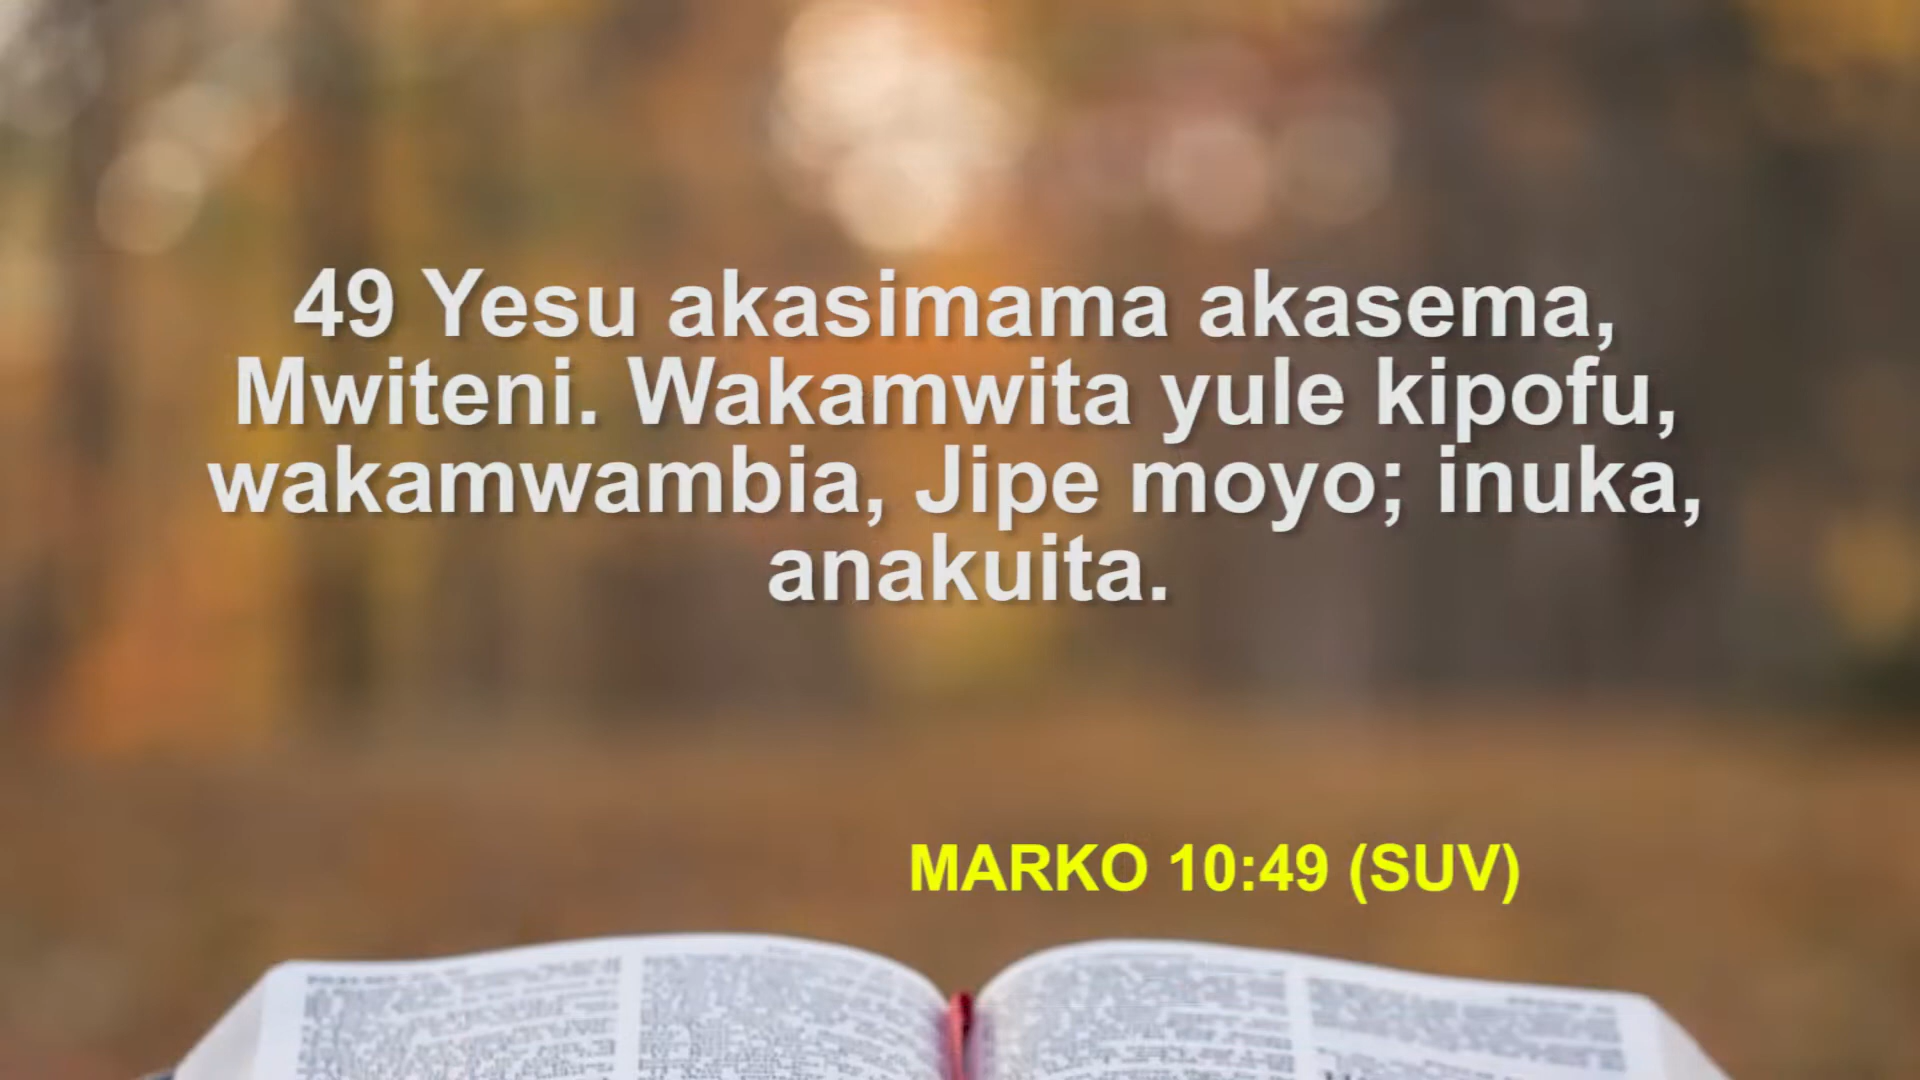 49 Yesu akasimama akasema,
Mwiteni. Wakamwita yule kipofu,
wakamwambia, Jipe moyo; inuka,
anakuita.
MARKO 10:49 (SUV)